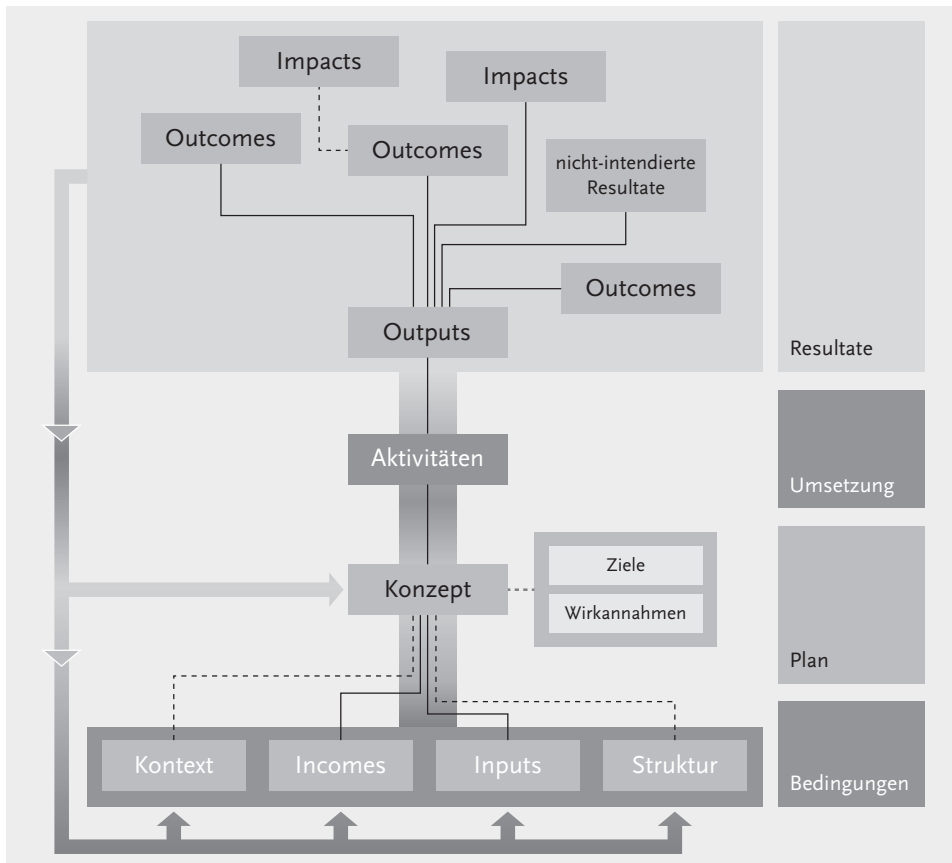 Impacts
Impacts
Outcomes
Outcomes
nicht-intendierte
Resultate
Outcomes
Outputs
Resultate
Aktivitäten
Umsetzung
Konzept
Ziele
Wirkannahmen
Plan
Kontext
Incomes
Inputs
Struktur
Bedingungen